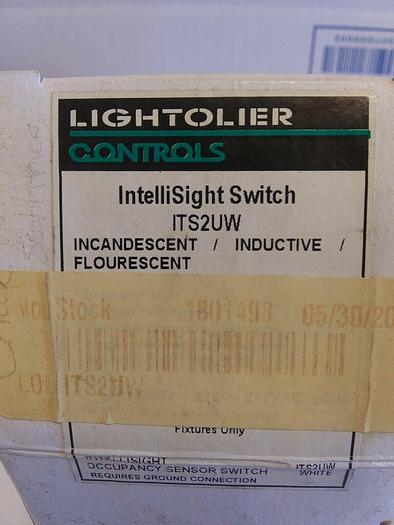 LIGHTOLIER
CONTROLS
IntelliSight Switch
ITS2UW
INCANDESCENT / INDUCTIVE /
FLOURESCENT
Stock 1801499 05/30/20
ITS2UW
Fixtures Only
INTELLISIGHT ITS2UW
OCCUPANCY SENSOR SWITCH WHITE
REQUIRES GROUND CONNECTION